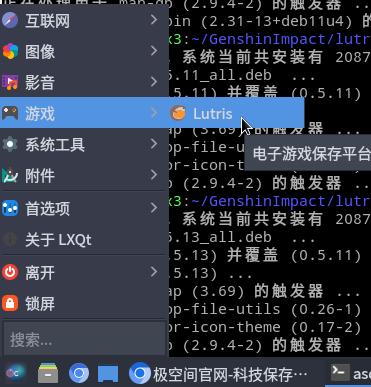 互联网
图像
影音
游戏
系统工具
附件
首选项
关于 LXQt
离开
锁屏
搜索...
Lutris
电子游戏保存平台
(2.9.4-2) 的触发器 ...
bin (2.31-13+deb11u4) 的
x3:~/GenshinImpact/lutr
系统当前共安装有 2087
5.11_all.deb ...
5.11) 并覆盖 (0.5.11)
ap (3.69) 的触发器 ...
op-file-u
or-icon-t
(2.9.4-2) 的触发器 ...
x3:~/GenshinImpact/lutr
系统当前共安装有 2087
5.13_all.deb ...
5.13) 并覆盖 (0.5.11)
5.13) ...
ap (3.69) 的触发器 ...
op-file-utils (0.26-1)
or-icon-theme (0.17-2)
(2.9.4-2) 的触发器 ...
极空间官网-科技保存···
asc